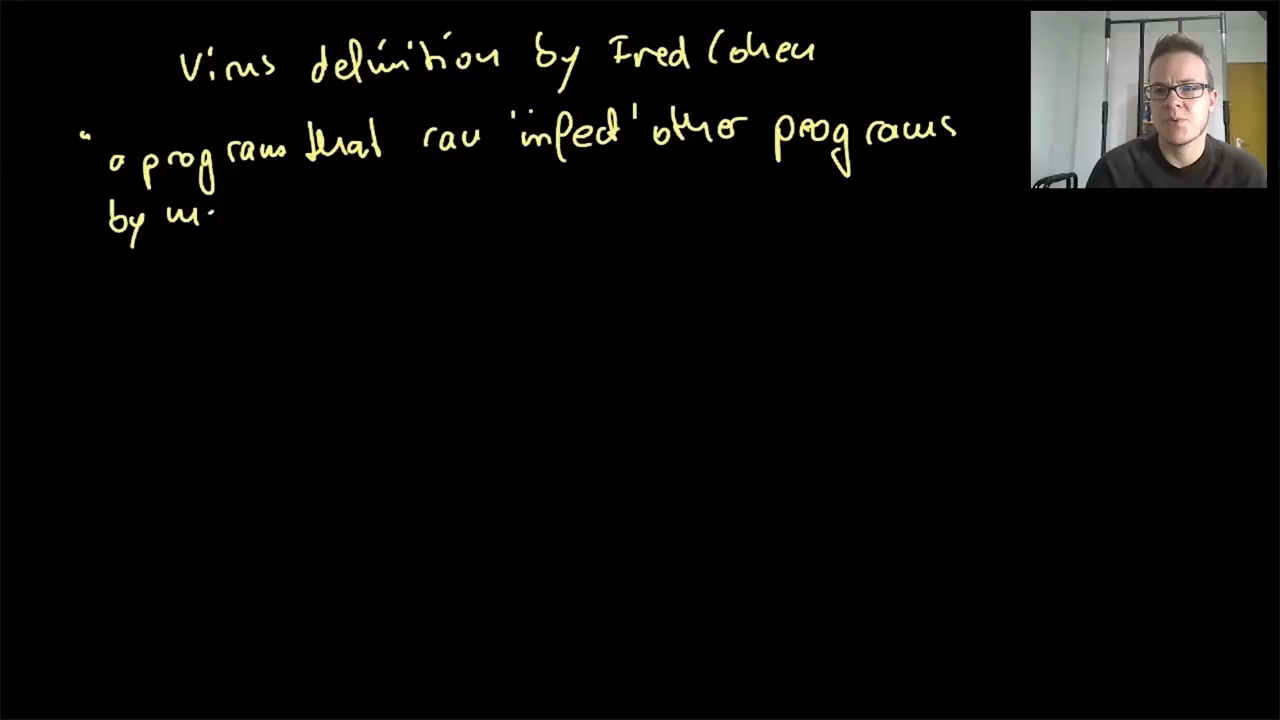 Virus definition by Fred Cohen
"a program that can 'infect' other programs
by m